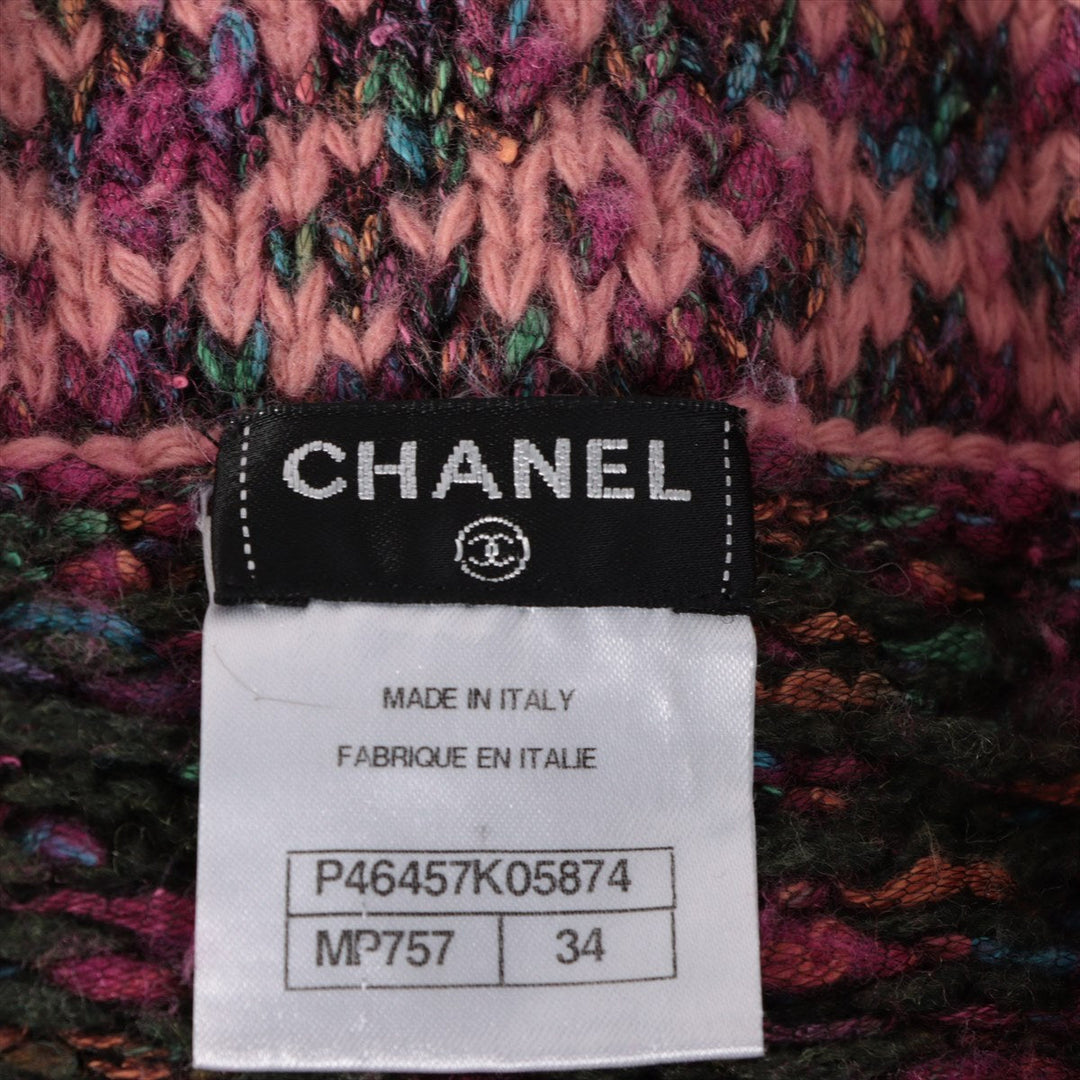 CHANEL
MADE IN ITALY
FABRIQUE EN ITALIE
P46457K05874
MP757 34